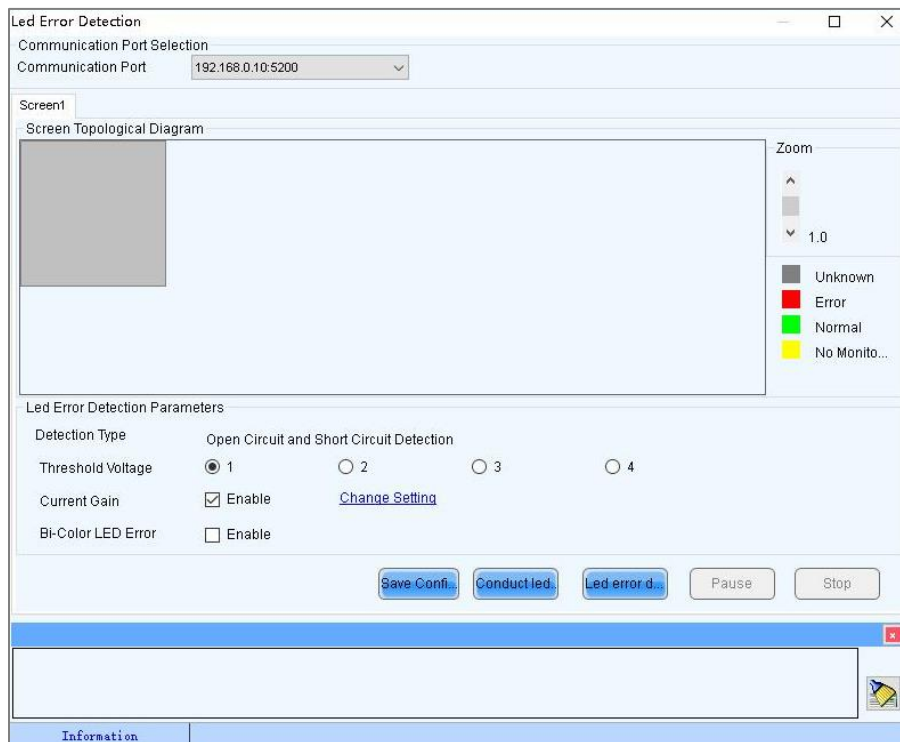 Led Error Detection
Communication Port Selection
Communication Port 192.168.0.10:5200
Screen1
Screen Topological Diagram
Zoom
1.0
Unknown
Error
Normal
No Monito...
Led Error Detection Parameters
Detection Type Open Circuit and Short Circuit Detection
Threshold Voltage 1 2 3 4
Current Gain Enable Change Setting
Bi-Color LED Error Enable
Save Confi... Conduct led.. Led error d... Pause Stop
Information